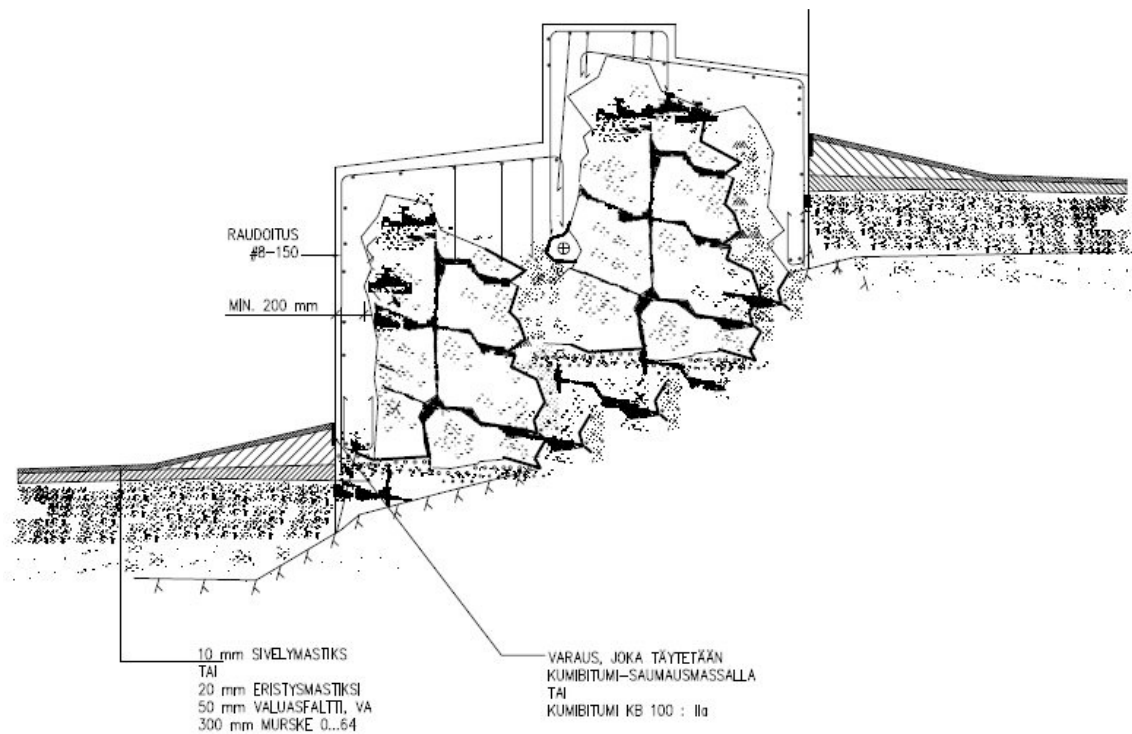 RAUDOITUS
#8-150
MIN. 200 mm
10 mm SIVELYMASTIKS
TAI
20 mm ERISTYSMASTIKSI
50 mm VALUASFALTTI, VA
300 mm MURSKE 0...64
VARAUS, JOKA TÄYTETÄÄN
KUMIBITUMI-SAUMAUSMASSALLA
TAI
KUMIBITUMI KB 100 : IIa